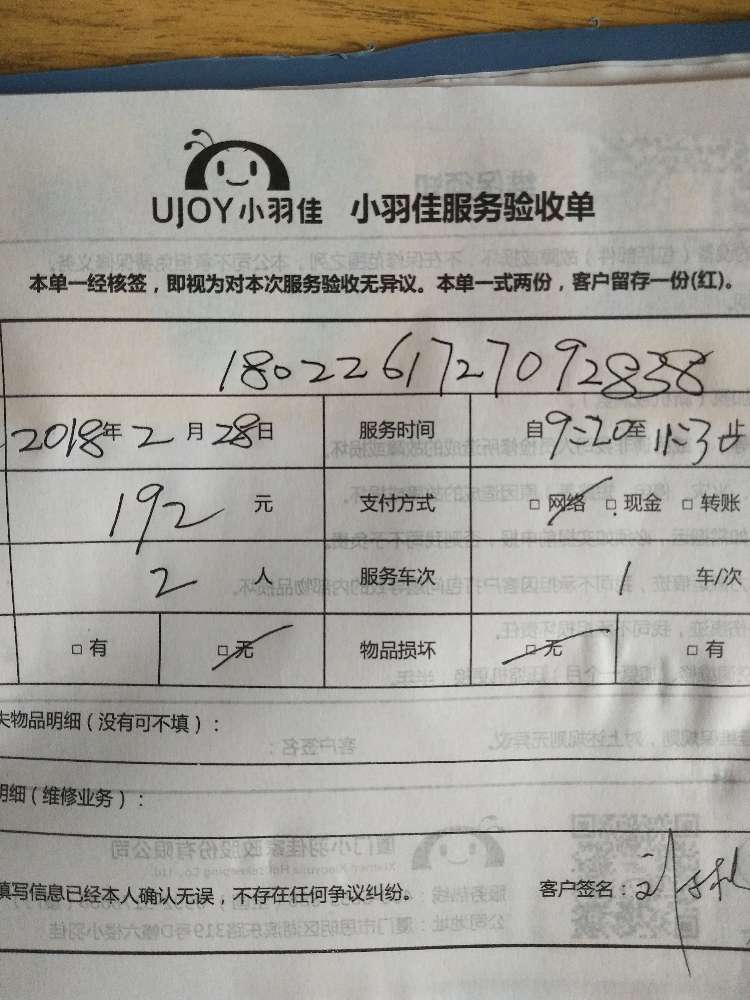 UJOY小羽佳 小羽佳服务验收单
本单一经核签，即视为对本次服务验收无异议。本单一式两份，客户留存一份(红)。
180226172709283​8
2018年2月28日 服务时间 自9:20至11:3 止
192元 支付方式 □ 网络 □ 现金 □ 转账
2人 服务车次 1 车/次
□ 有 □ 无 物品损坏 □ 无 □ 有
失物品明细（没有可不填）：
明细（维修业务）：
填写信息已经本人确认无误，不存在任何争议纠纷。 客户签名：